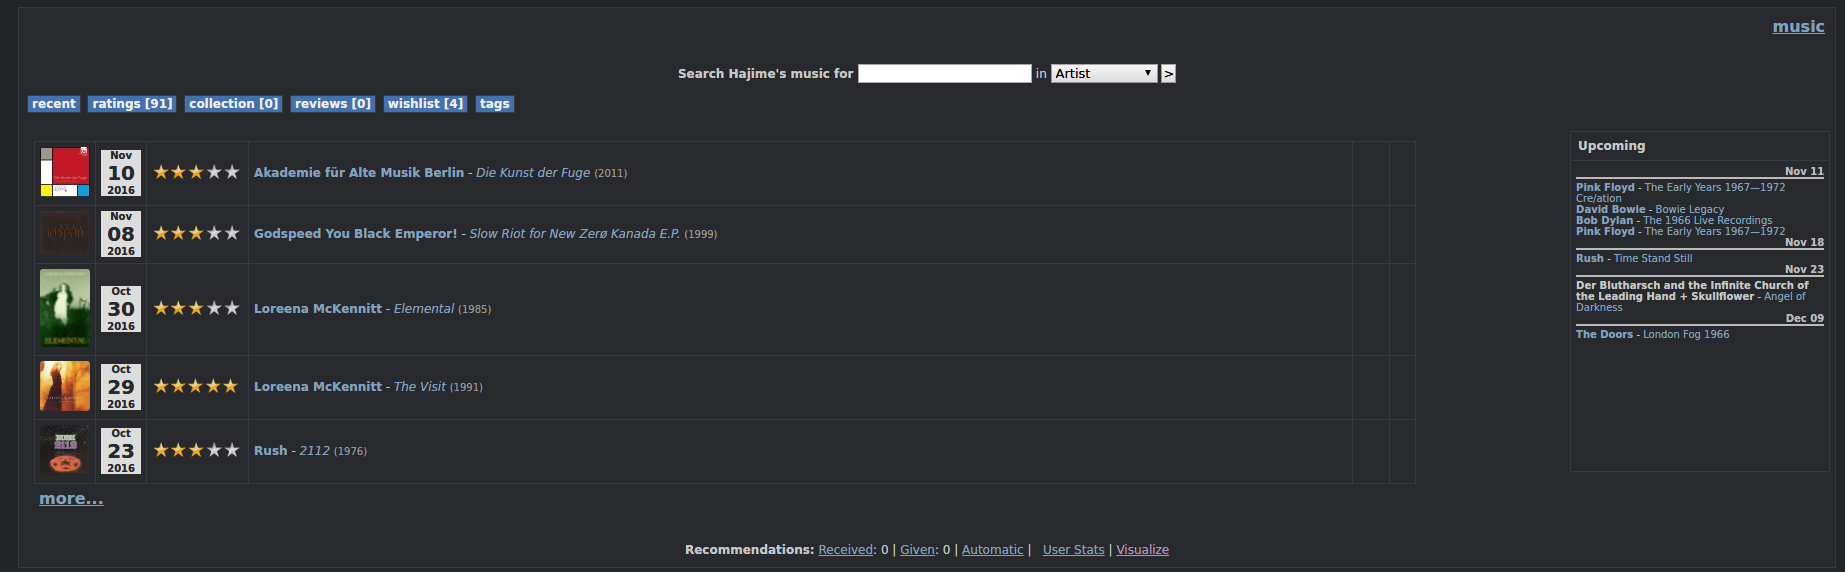 music
Search Hajime's music for in Artist >
recent ratings [91] collection [0] reviews [0] wishlist [4] tags
Nov
10
2016
Akademie für Alte Musik Berlin - Die Kunst der Fuge (2011)
Nov
08
2016
Godspeed You Black Emperor! - Slow Riot for New Zerø Kanada E.P. (1999)
ELEMENTAL
Oct
30
2016
Loreena McKennitt - Elemental (1985)
Oct
29
2016
Loreena McKennitt - The Visit (1991)
Oct
23
2016
Rush - 2112 (1976)
more...
Upcoming
Nov 11
Pink Floyd - The Early Years 1967—1972
Cre/ation
David Bowie - Bowie Legacy
Bob Dylan - The 1966 Live Recordings
Pink Floyd - The Early Years 1967—1972
Nov 18
Rush - Time Stand Still
Nov 23
Der Blutharsch and the Infinite Church of
the Leading Hand + Skullflower - Angel of
Darkness
Dec 09
The Doors - London Fog 1966
Recommendations: Received: 0 | Given: 0 | Automatic | User Stats | Visualize